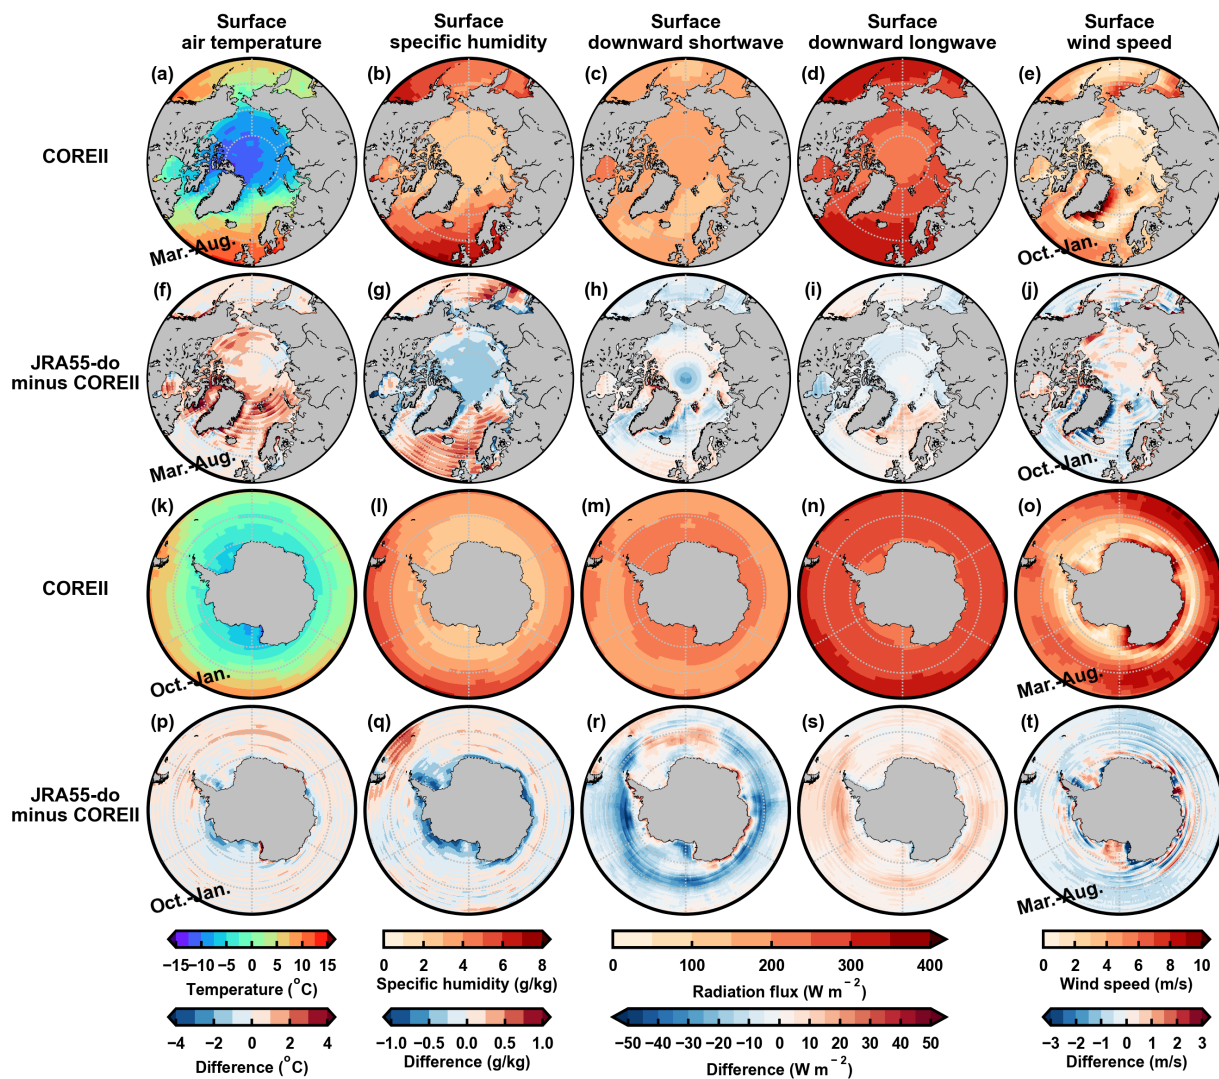 Surface
air temperature
Surface
specific humidity
Surface
downward shortwave
Surface
downward longwave
Surface
wind speed
(a)
(b)
(c)
(d)
(e)
COREII
Mar.-Aug.
Oct.-Jan.
(f)
(g)
(h)
(i)
(j)
JRA55-do
minus COREII
Mar.-Aug.
Oct.-Jan.
(k)
(l)
(m)
(n)
(o)
COREII
Oct.-Jan.
Mar.-Aug.
(p)
(q)
(r)
(s)
(t)
JRA55-do
minus COREII
Oct.-Jan.
Mar.-Aug.
−15 −10 −5 0 5 15
Temperature (°C)
0 2 4 6 8
Specific humidity (g/kg)
0 100 200 300 400
Radiation flux (W m⁻²)
0 2 4 6 8 10
Wind speed (m/s)
−4 −2 0 2 4
Difference (°C)
−1.0 −0.5 0.0 0.5 1.0
Difference (g/kg)
−50 −40 −30 −20 −10 0 10 20 30 40 50
Difference (W m⁻²)
−3 −2 −1 0 1 2 3
Difference (m/s)